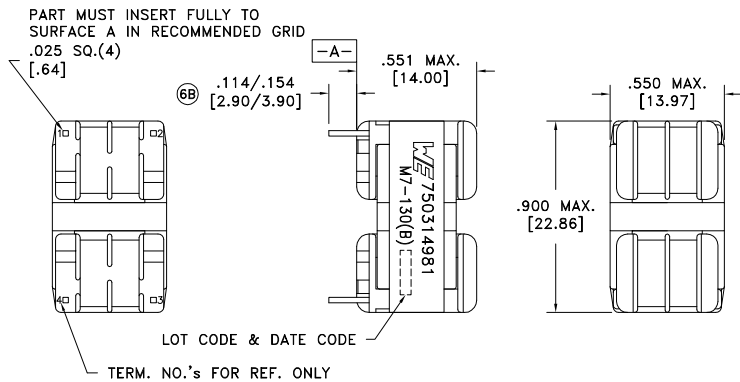 PART MUST INSERT FULLY TO
SURFACE A IN RECOMMENDED GRID
.025 SQ.(4)
[.64]
-A-
6B
.114/.154
[2.90/3.90]
.551 MAX.
[14.00]
.550 MAX.
[13.97]
1
2
4
3
WE 750314981
M7-130(B)
.900 MAX.
[22.86]
LOT CODE & DATE CODE
TERM. NO.'s FOR REF. ONLY